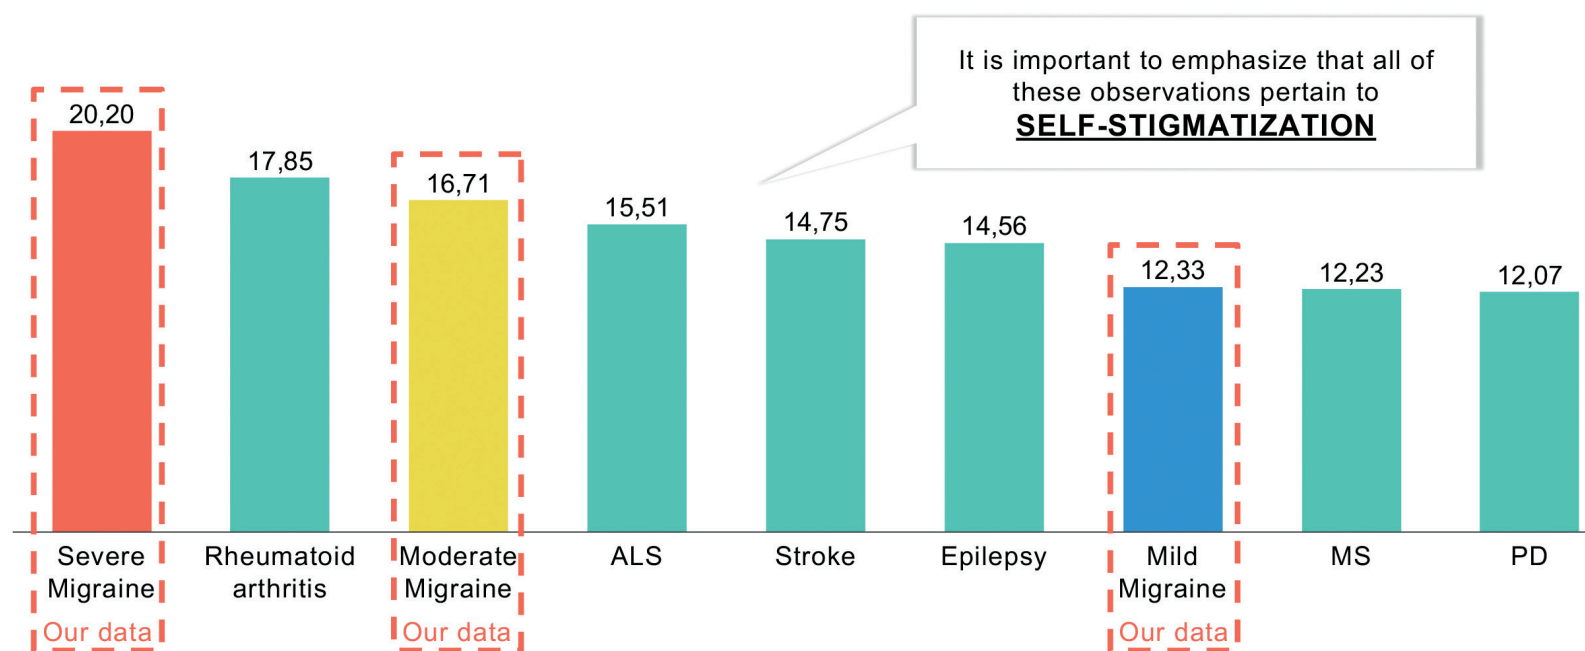 It is important to emphasize that all of
these observations pertain to
SELF-STIGMATIZATION
20,20
17,85
16,71
15,51
14,75
14,56
12,33
12,23
12,07
Severe
Migraine
Our data
Rheumatoid
arthritis
Moderate
Migraine
Our data
ALS
Stroke
Epilepsy
Mild
Migraine
Our data
MS
PD